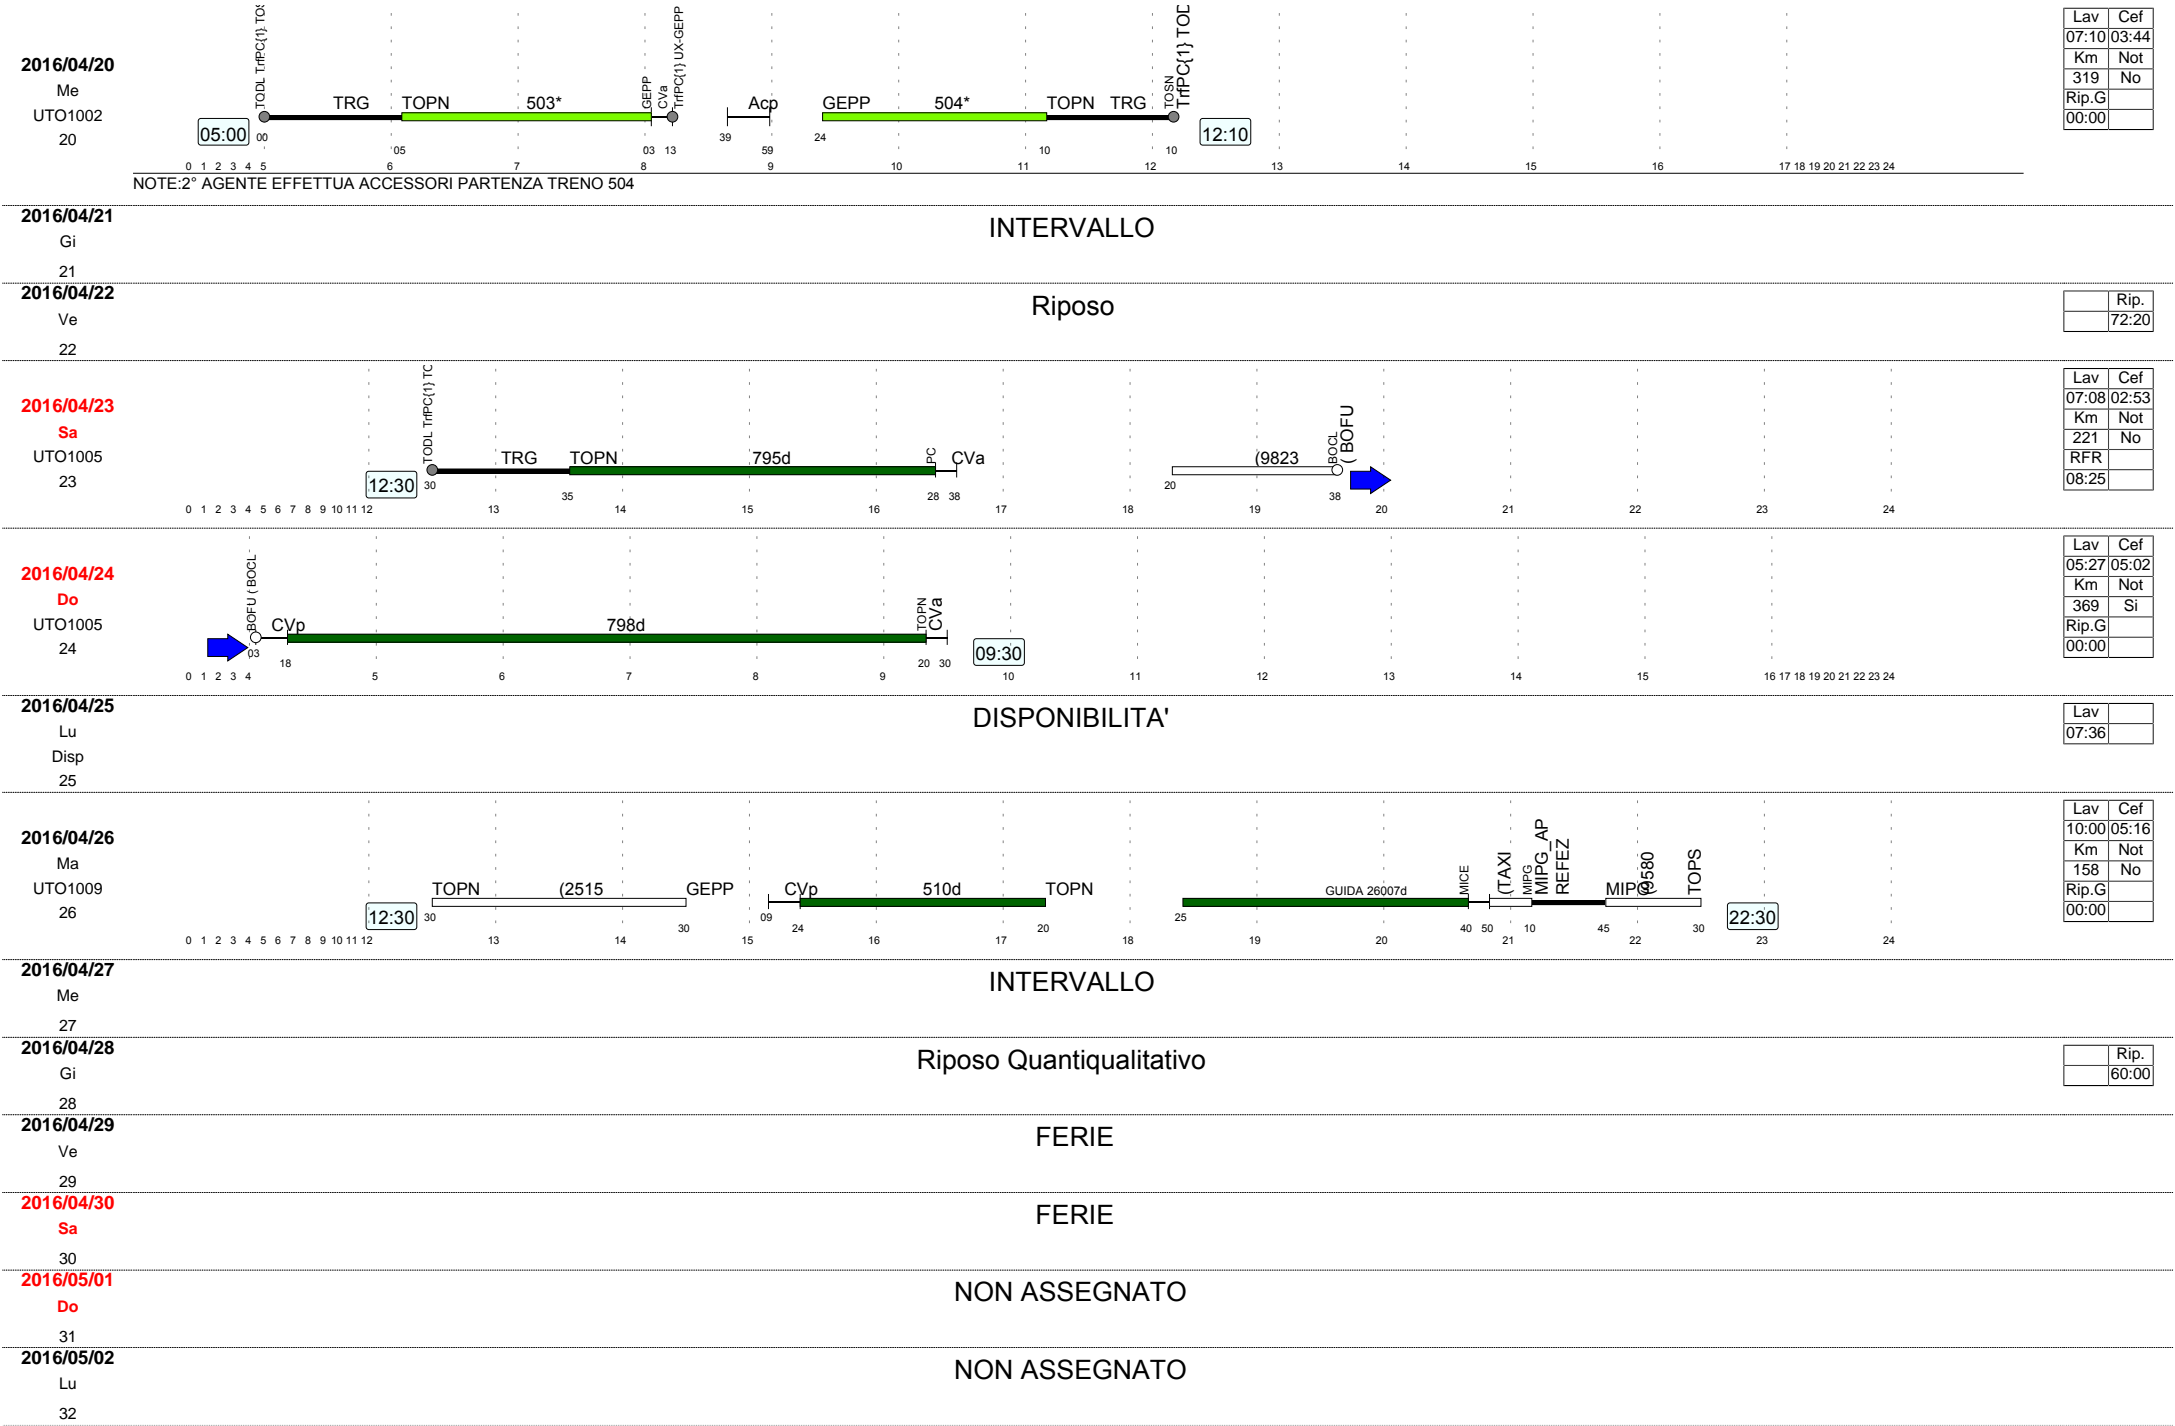 TODL TrfPC{1} TOS
TRG TOPN 503* GEPP CVa TrfPC{1} UX-GEPP Acp GEPP 504* TOPN TRG TOSN TrfPC{1} TOD
Lav Cef
07:10 03:44
Km Not
319 No
Rip.G
00:00
2016/04/20
Me
UTO1002
20
05:00 00 05 03 13 39 59 24 10 10 12:10
0 1 2 3 4 5 6 7 8 9 10 11 12 13 14 15 16 17 18 19 20 21 22 23 24
NOTE:2° AGENTE EFFETTUA ACCESSORI PARTENZA TRENO 504
2016/04/21
Gi
21
INTERVALLO
2016/04/22
Ve
22
Riposo
Rip.
72:20
2016/04/23
Sa
UTO1005
23
TODL TrfPC{1} TO
TRG TOPN 795d PC CVa (9823 BOCL ( BOFU
12:30 30 35 28 38 20 38
0 1 2 3 4 5 6 7 8 9 10 11 12 13 14 15 16 17 18 19 20 21 22 23 24
Lav Cef
07:08 02:53
Km Not
221 No
RFR
08:25
2016/04/24
Do
UTO1005
24
BOFU ( BOCL
CVp 798d TOPN CVa
03 18 20 30 09:30
0 1 2 3 4 5 6 7 8 9 10 11 12 13 14 15 16 17 18 19 20 21 22 23 24
Lav Cef
05:27 05:02
Km Not
369 Si
Rip.G
00:00
2016/04/25
Lu
Disp
25
DISPONIBILITA'
Lav
07:36
2016/04/26
Ma
UTO1009
26
TOPN (2515 GEPP CVp 510d TOPN GUIDA 26007d MICE (TAXI MIPG MIPG_AP REFEZ MIPG (9580 TOPS
12:30 30 30 09 24 20 25 40 50 10 45 30 22:30
0 1 2 3 4 5 6 7 8 9 10 11 12 13 14 15 16 17 18 19 20 21 22 23 24
Lav Cef
10:00 05:16
Km Not
158 No
Rip.G
00:00
2016/04/27
Me
27
INTERVALLO
2016/04/28
Gi
28
Riposo Quantiqualitativo
Rip.
60:00
2016/04/29
Ve
29
FERIE
2016/04/30
Sa
30
FERIE
2016/05/01
Do
31
NON ASSEGNATO
2016/05/02
Lu
32
NON ASSEGNATO